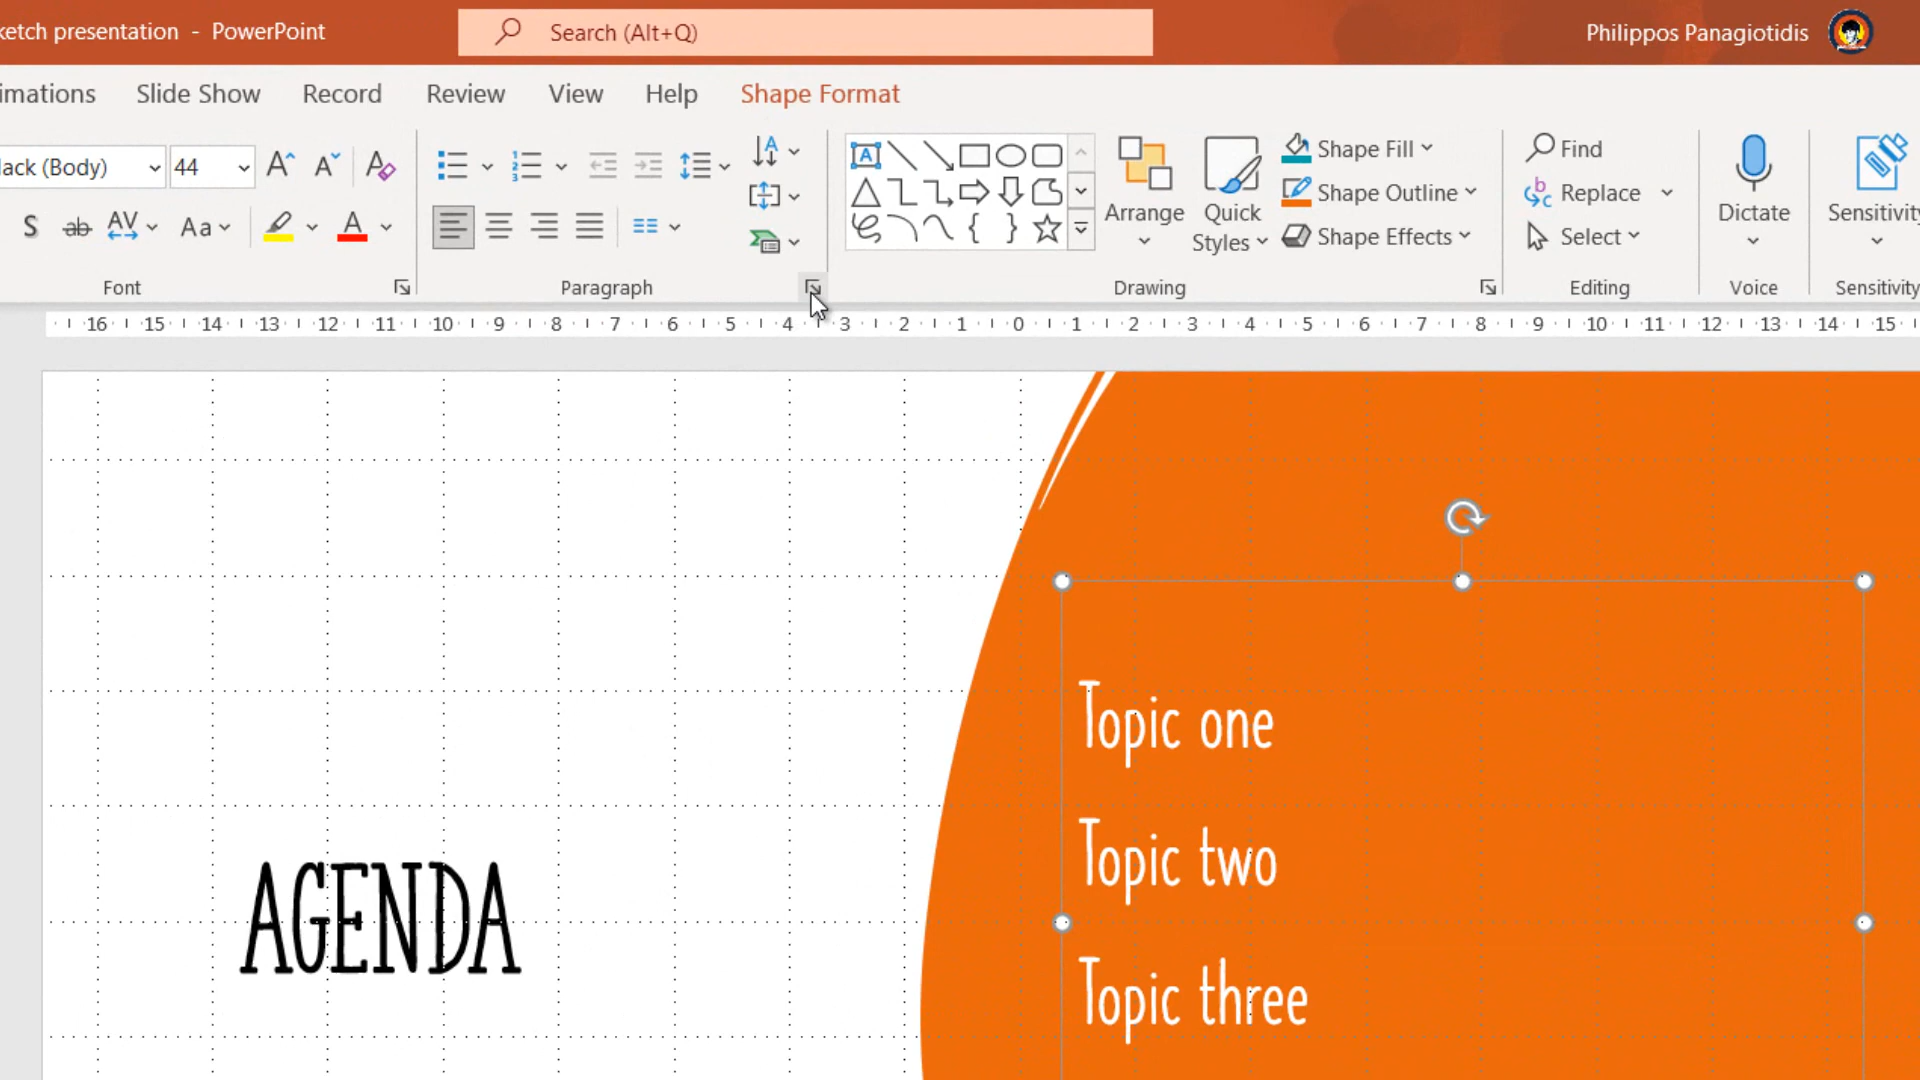 ketch presentation - PowerPoint
Search (Alt+Q)
Philippos Panagiotidis
imations Slide Show Record Review View Help Shape Format
lack (Body) 44 A A A
S ab AV Aa A
Arrange
Quick Styles
Shape Fill
Shape Outline
Shape Effects
Find
Replace
Select
Dictate
Sensitivity
Font Paragraph Drawing Editing Voice Sensitivity
16 15 14 13 12 11 10 9 8 7 6 5 4 3 2 1 0 1 2 3 4 5 6 7 8 9 10 11 12 13 14 15
Topic one
Topic two
AGENDA
Topic three